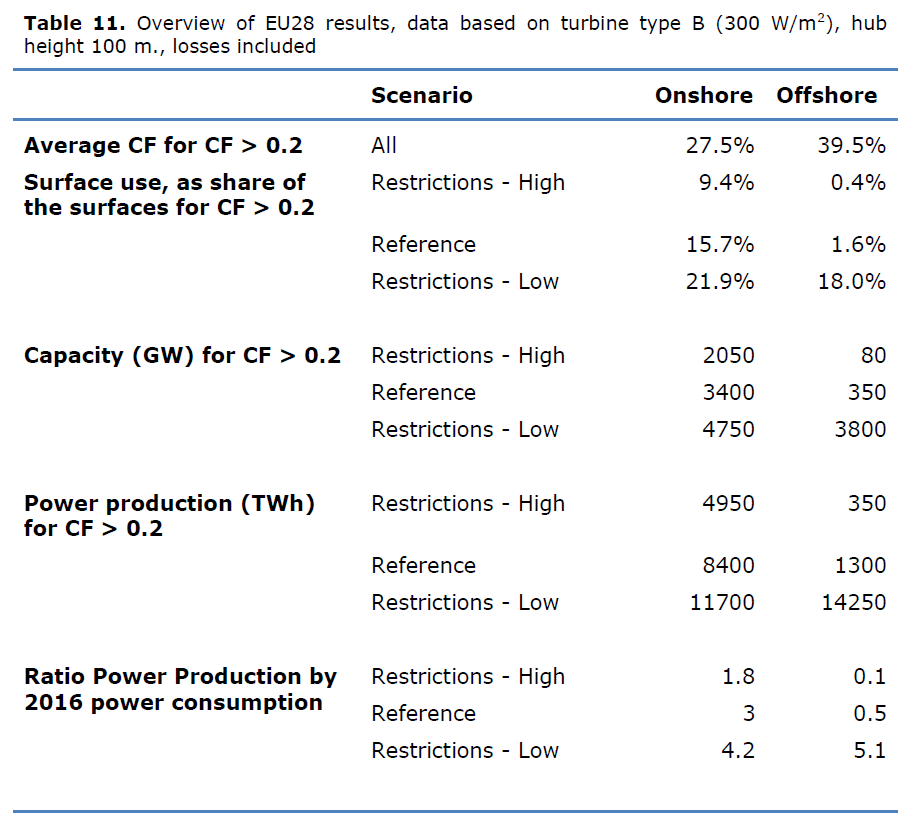 Table 11. Overview of EU28 results, data based on turbine type B (300 W/m²), hub
height 100 m., losses included
Scenario Onshore Offshore
Average CF for CF > 0.2 All 27.5% 39.5%
Surface use, as share of Restrictions - High 9.4% 0.4%
the surfaces for CF > 0.2
Reference 15.7% 1.6%
Restrictions - Low 21.9% 18.0%
Capacity (GW) for CF > 0.2 Restrictions - High 2050 80
Reference 3400 350
Restrictions - Low 4750 3800
Power production (TWh) Restrictions - High 4950 350
for CF > 0.2
Reference 8400 1300
Restrictions - Low 11700 14250
Ratio Power Production by Restrictions - High 1.8 0.1
2016 power consumption
Reference 3 0.5
Restrictions - Low 4.2 5.1